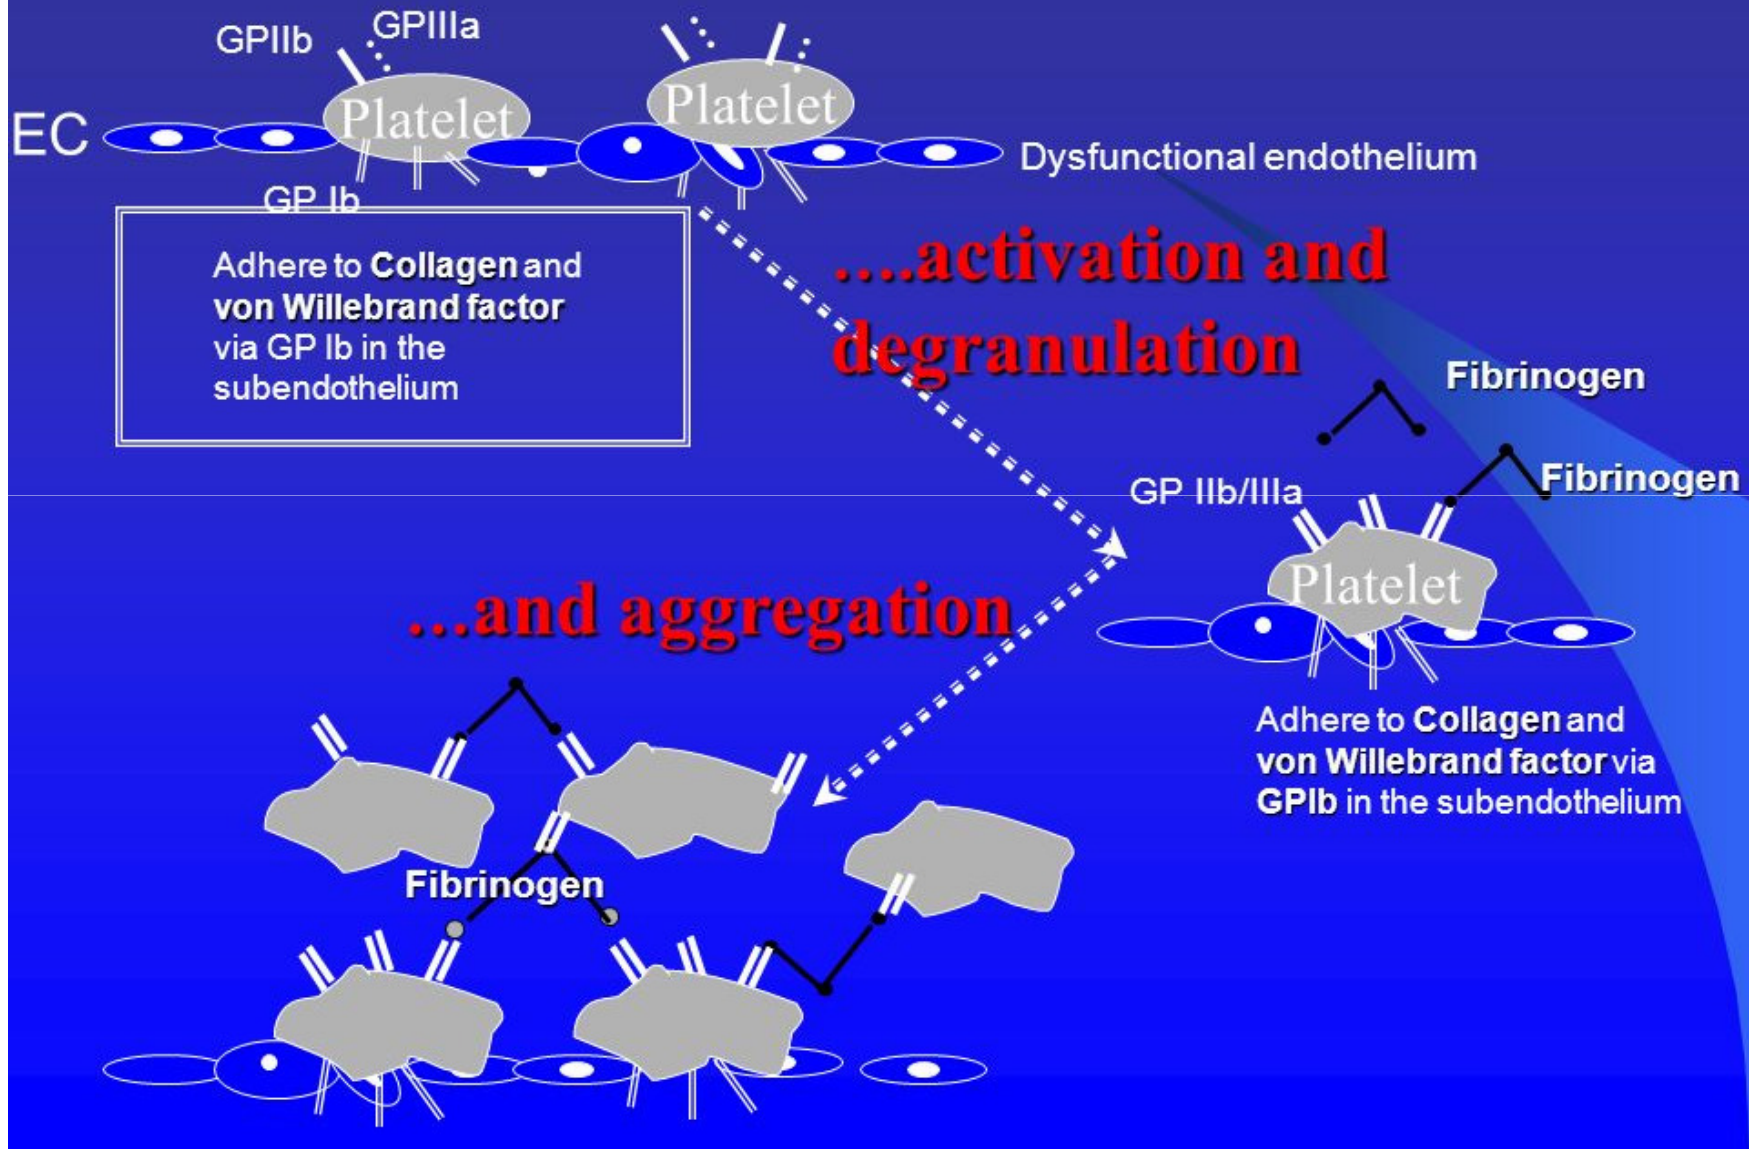 GPIIb
GPIIIa
Platelet
Platelet
EC
Dysfunctional endothelium
GP Ib
Adhere to Collagen and
von Willebrand factor
via GP Ib in the
subendothelium
….activation and
degranulation
Fibrinogen
Fibrinogen
GP IIb/IIIa
Platelet
…and aggregation
Adhere to Collagen and
von Willebrand factor via
GPIb in the subendothelium
Fibrinogen